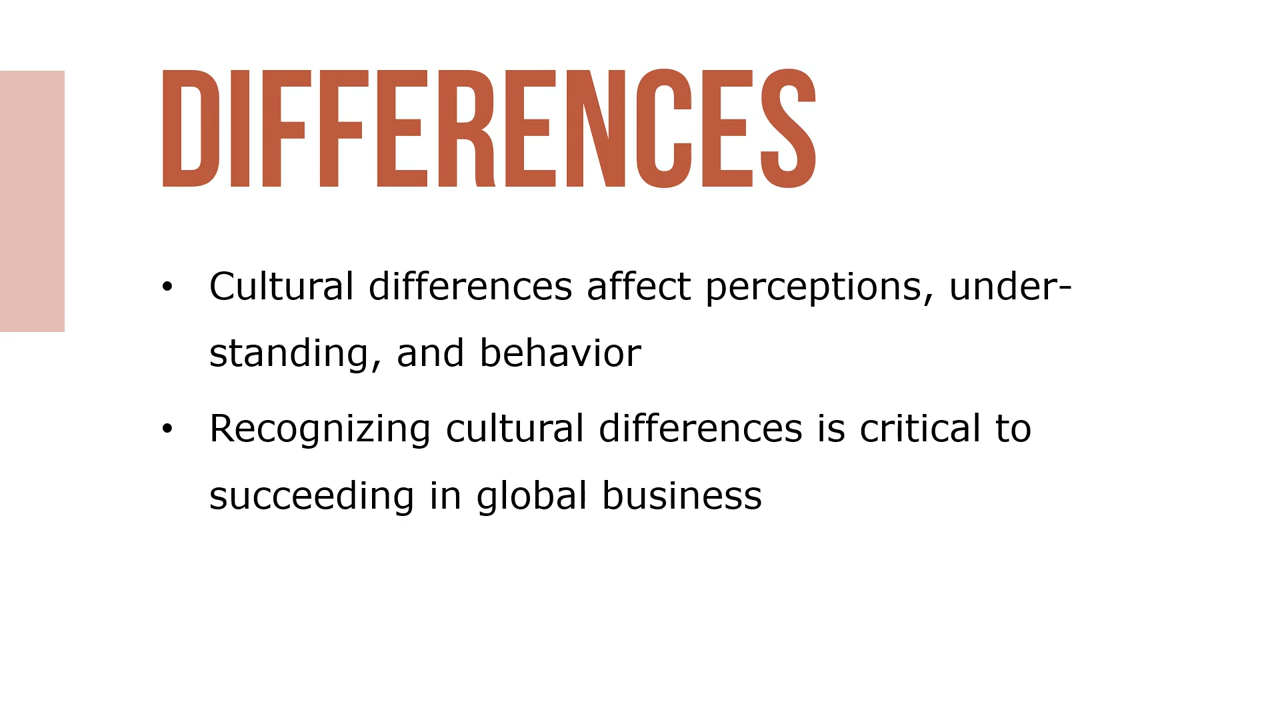 DIFFERENCES
• Cultural differences affect perceptions, under-
standing, and behavior
• Recognizing cultural differences is critical to
succeeding in global business